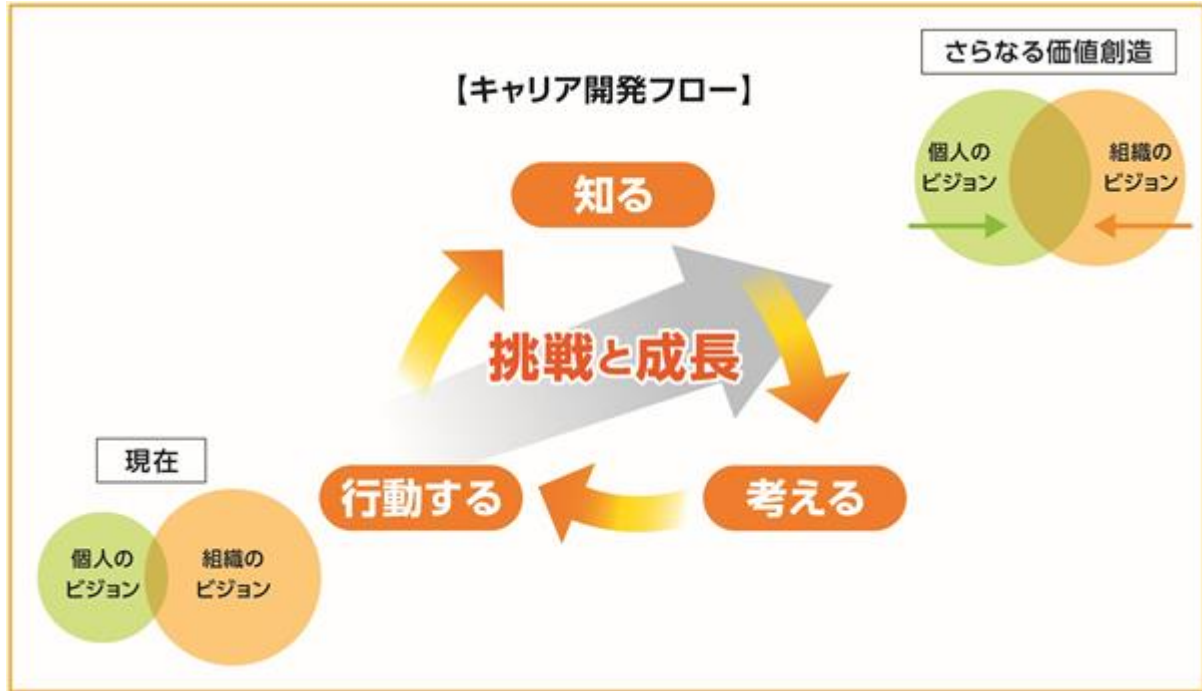 さらなる価値創造
【キャリア開発フロー】
個人の
ビジョン
組織の
ビジョン
知る
挑戦と成長
現在
行動する
考える
個人の
ビジョン
組織の
ビジョン